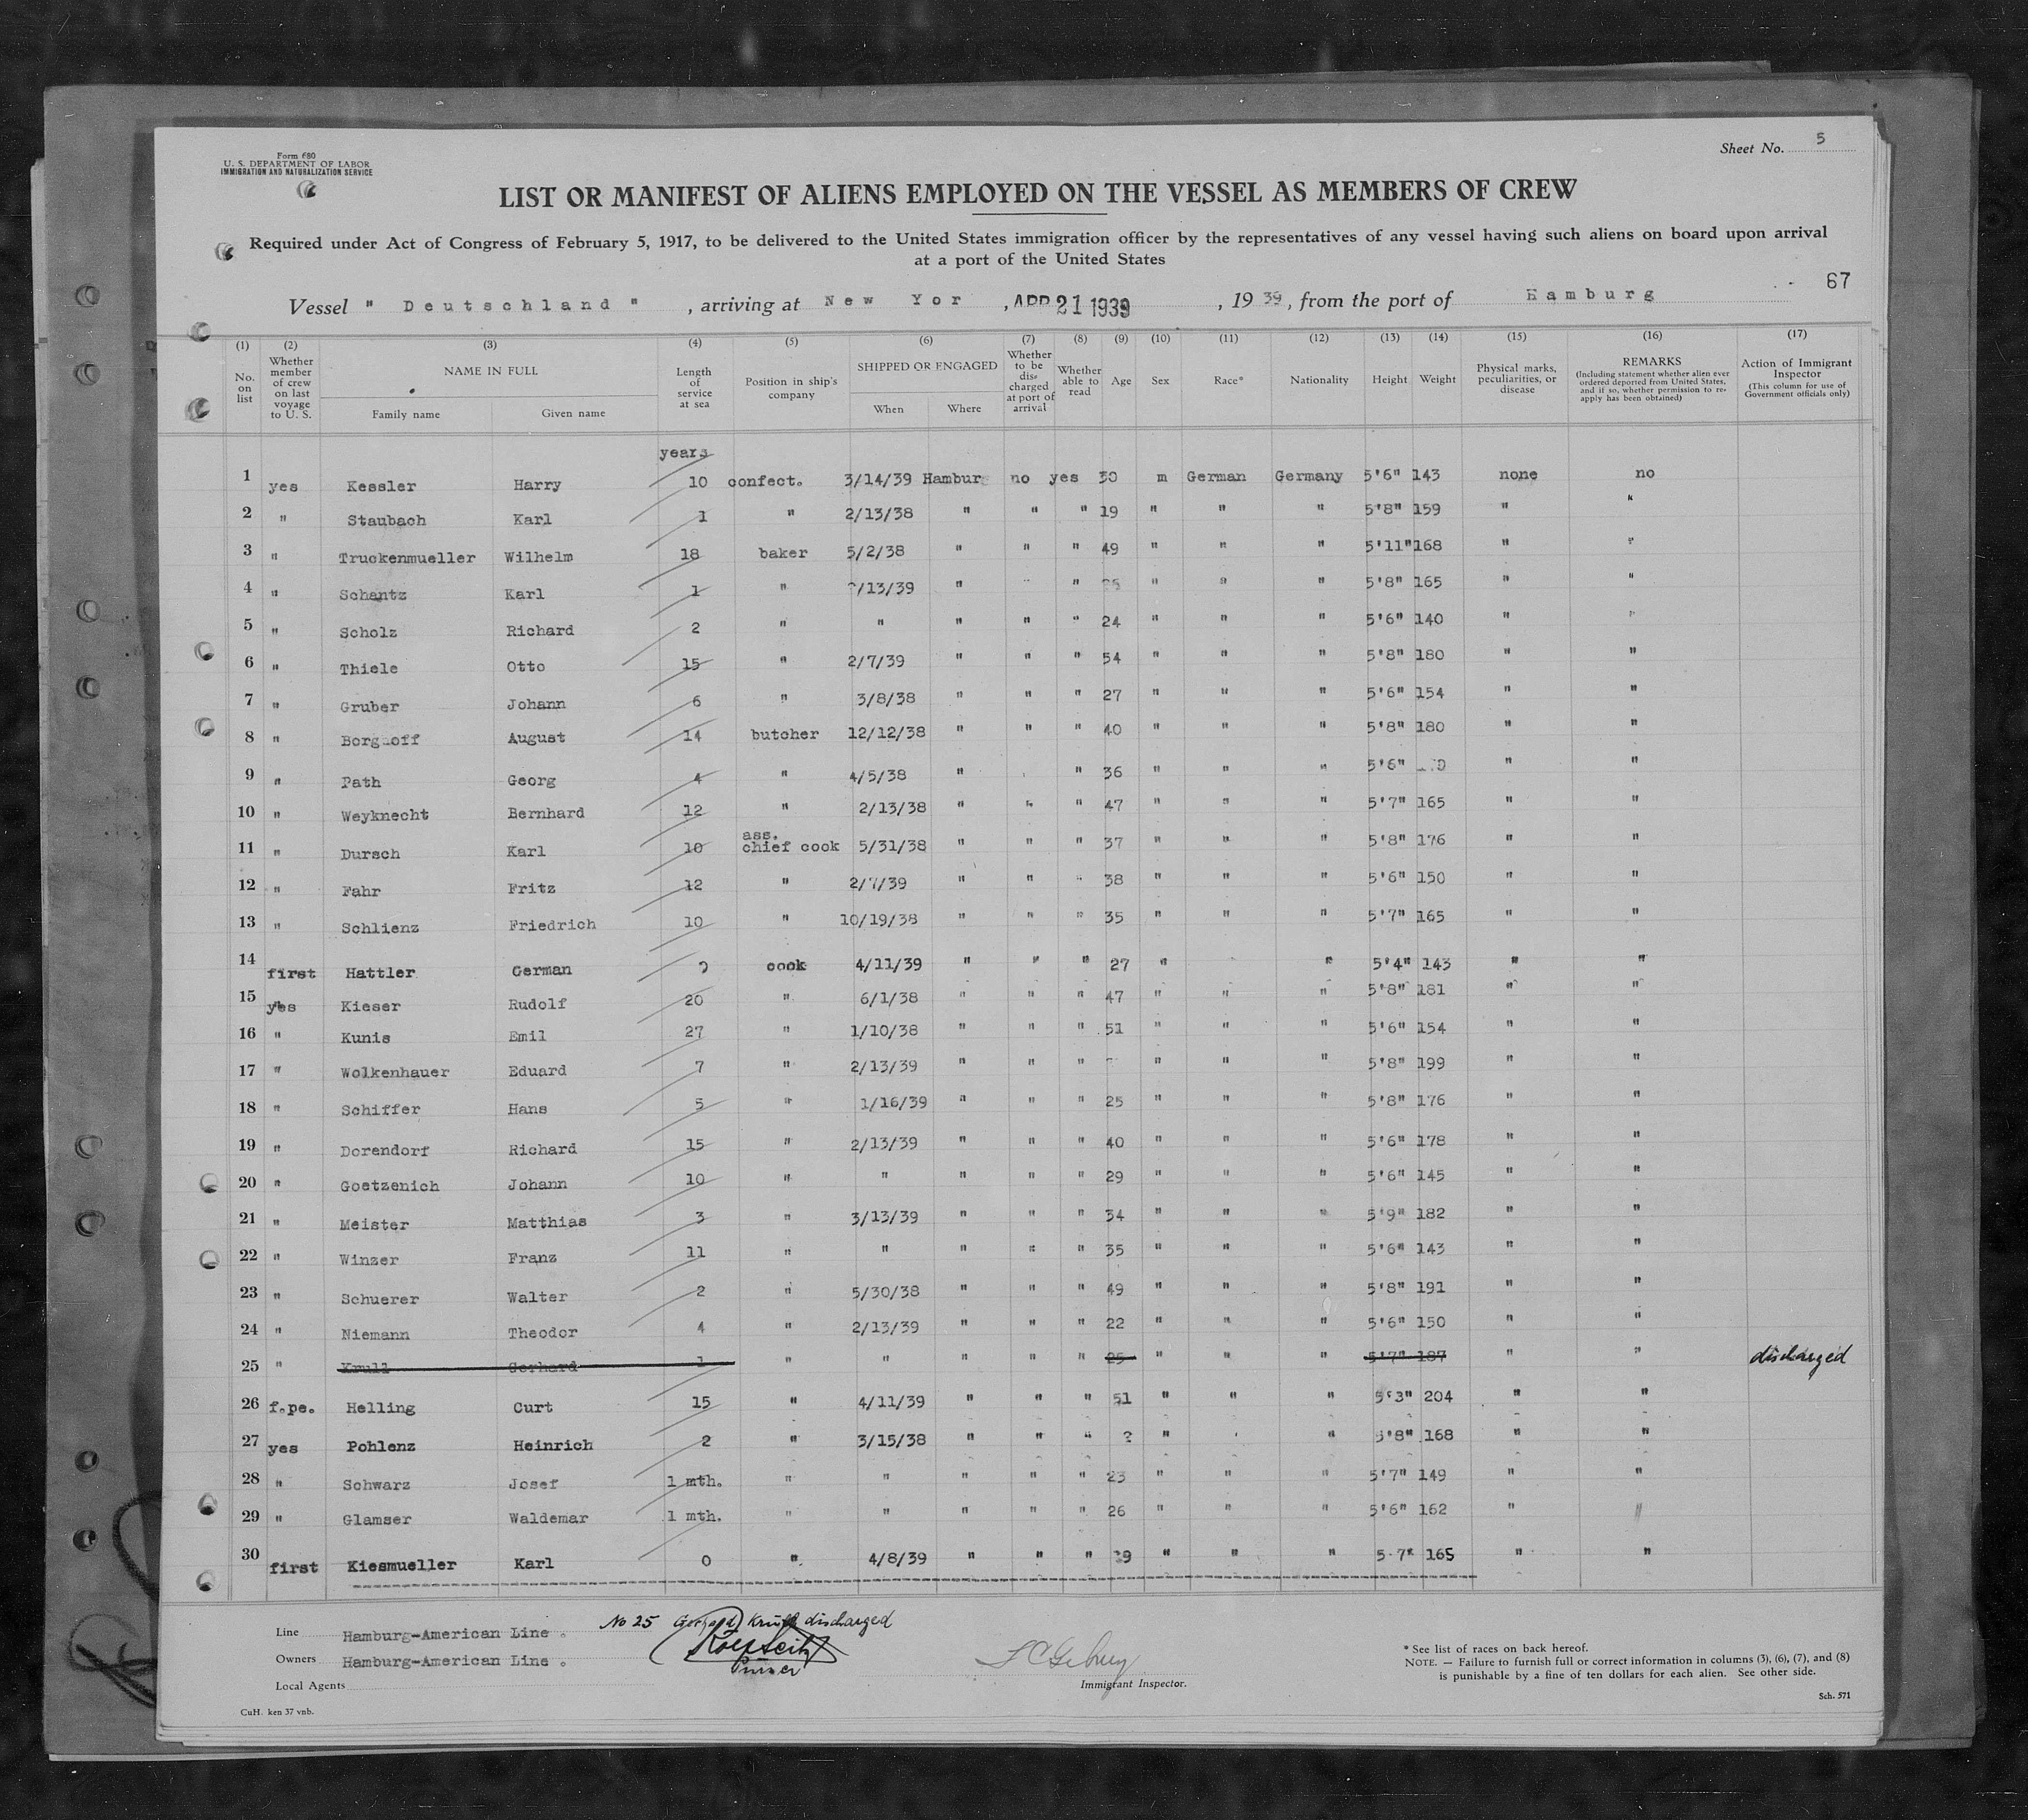 Form 680
U. S. DEPARTMENT OF LABOR
IMMIGRATION AND NATURALIZATION SERVICE
Sheet No. 5
LIST OR MANIFEST OF ALIENS EMPLOYED ON THE VESSEL AS MEMBERS OF CREW
Required under Act of Congress of February 5, 1917, to be delivered to the United States immigration officer by the representatives of any vessel having such aliens on board upon arrival
at a port of the United States
67
Vessel " Deutschland " , arriving at New Yor , APR 21 1939 , 19 39, from the port of Hamburg
(1) No. on list
(2) Whether member of crew on last voyage to U. S.
(3) NAME IN FULL
Family name Given name
(4) Length of service at sea
(5) Position in ship's company
(6) SHIPPED OR ENGAGED
When Where
(7) Whether to be discharged at port of arrival
(8) Whether able to read
(9) Age
(10) Sex
(11) Race*
(12) Nationality
(13) Height
(14) Weight
(15) Physical marks, peculiarities, or disease
(16) REMARKS
(Including statement whether alien ever ordered deported from United States, and if so, whether permission to reapply has been obtained)
(17) Action of Immigrant Inspector
(This column for use of Government officials only)
years
1 yes Kessler Harry 10 confect. 3/14/39 Hambur no yes 30 m German Germany 5'6" 143 none no
2 " Staubach Karl 1 " 2/13/38 " " " 19 " " " 5'8" 159 " "
3 " Truckenmueller Wilhelm 18 baker 5/2/38 " " " 49 " " " 5'11" 168 " "
4 " Schantz Karl 1 " /13/39 " " " " " " 5'8" 165 " "
5 " Scholz Richard 2 " " " " " 24 " " " 5'6" 140 " "
6 " Thiele Otto 15 " 2/7/39 " " " 54 " " " 5'8" 180 " "
7 " Gruber Johann 6 " 3/8/38 " " " 27 " " " 5'6" 154 " "
8 " Borghoff August 14 butcher 12/12/38 " " " 40 " " " 5'8" 180 " "
9 " Path Georg 4 " 4/5/38 " " 36 " " " 5'6" " "
10 " Weyknecht Bernhard 12 " 2/13/38 " " " 47 " " " 5'7" 165 " "
11 " Dursch Karl 10 ass. chief cook 5/31/38 " " " 37 " " " 5'8" 176 " "
12 " Fahr Fritz 12 " 2/7/39 " " " 38 " " " 5'6" 150 " "
13 " Schlienz Friedrich 10 " 10/19/38 " " " 35 " " " 5'7" 165 " "
14 first Hattler German cook 4/11/39 " " " 27 " " 5'4" 143 " "
15 yes Kieser Rudolf 20 " 6/1/38 " " " 47 " " " 5'8" 181 " "
16 " Kunis Emil 27 " 1/10/38 " " " 51 " " " 5'6" 154 " "
17 " Wolkenhauer Eduard 7 " 2/13/39 " " " " " " 5'8" 199 " "
18 " Schiffer Hans 5 " 1/16/39 " " " 25 " " " 5'8" 176 " "
19 " Dorendorf Richard 15 " 2/13/39 " " " 40 " " " 5'6" 178 " "
20 " Goetzenich Johann 10 " " " " " 29 " " " 5'6" 145 " "
21 " Meister Matthias 3 " 3/13/39 " " " 34 " " " 5'9" 182 " "
22 " Winzer Franz 11 " " " " " 35 " " " 5'6" 143 " "
23 " Schuerer Walter 2 " 5/30/38 " " " 49 " " " 5'8" 191 " "
24 " Niemann Theodor 4 " 2/13/39 " " " 22 " " " 5'6" 150 " "
25 " Krull Gerhard 1 " " " " " 25 " " " 5'7" 187 " " discharged
26 f.pe. Helling Curt 15 " 4/11/39 " " " 51 " " " 5'3" 204 " "
27 yes Pohlenz Heinrich 2 " 3/15/38 " " " ? " " " 5'8" 168 " "
28 " Schwarz Josef 1 mth. " " " " " 23 " " " 5'7" 149 " "
29 " Glamser Waldemar 1 mth. " " " " " 26 " " " 5'6" 162 " "
30 first Kiesmueller Karl 0 " 4/8/39 " " " 39 " " " 5-7" 165 " "
No 25 Gerhard Krull discharged
Purser
Line Hamburg-American Line .
Owners Hamburg-American Line .
Local Agents
Immigrant Inspector.
* See list of races on back hereof.
NOTE. — Failure to furnish full or correct information in columns (3), (6), (7), and (8)
is punishable by a fine of ten dollars for each alien. See other side.
CuH. ken 37 vnb.
Sch. 571